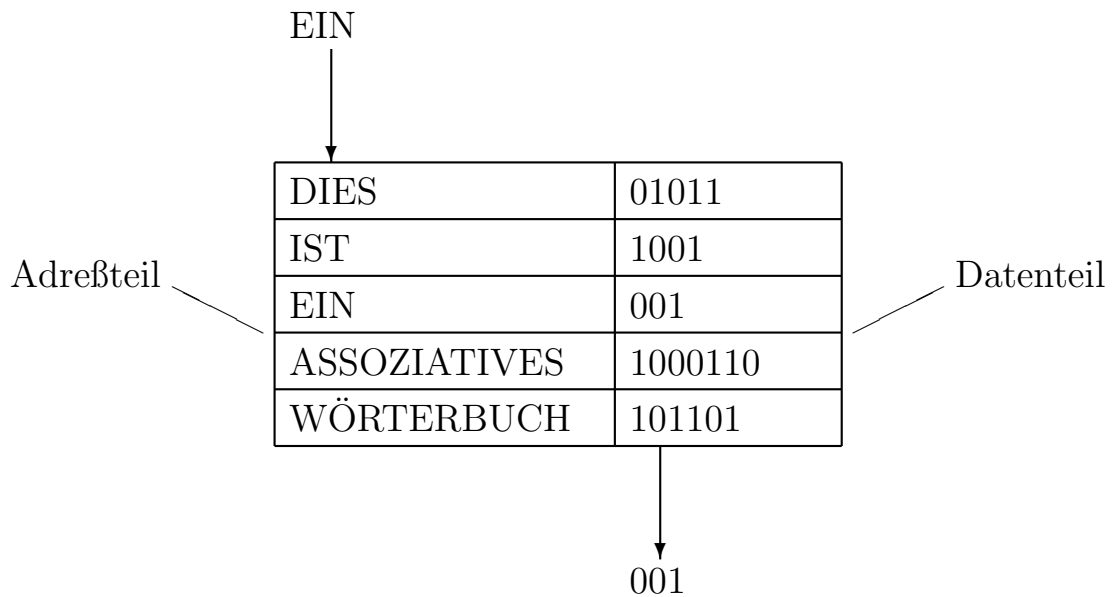 EIN
DIES 01011
IST 1001
Adreßteil
Datenteil
EIN 001
ASSOZIATIVES 1000110
WÖRTERBUCH 101101
001